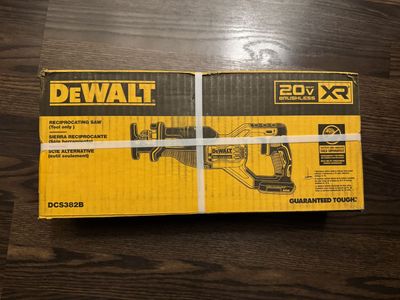 DEWALT
20V
BRUSHLESS
XR
RECIPROCATING SAW
(Tool only)
SIERRA RECIPROCANTE
(Sólo herramienta)
SCIE ALTERNATIVE
(outil seulement)
DEWALT
DCS382B
GUARANTEED TOUGH.